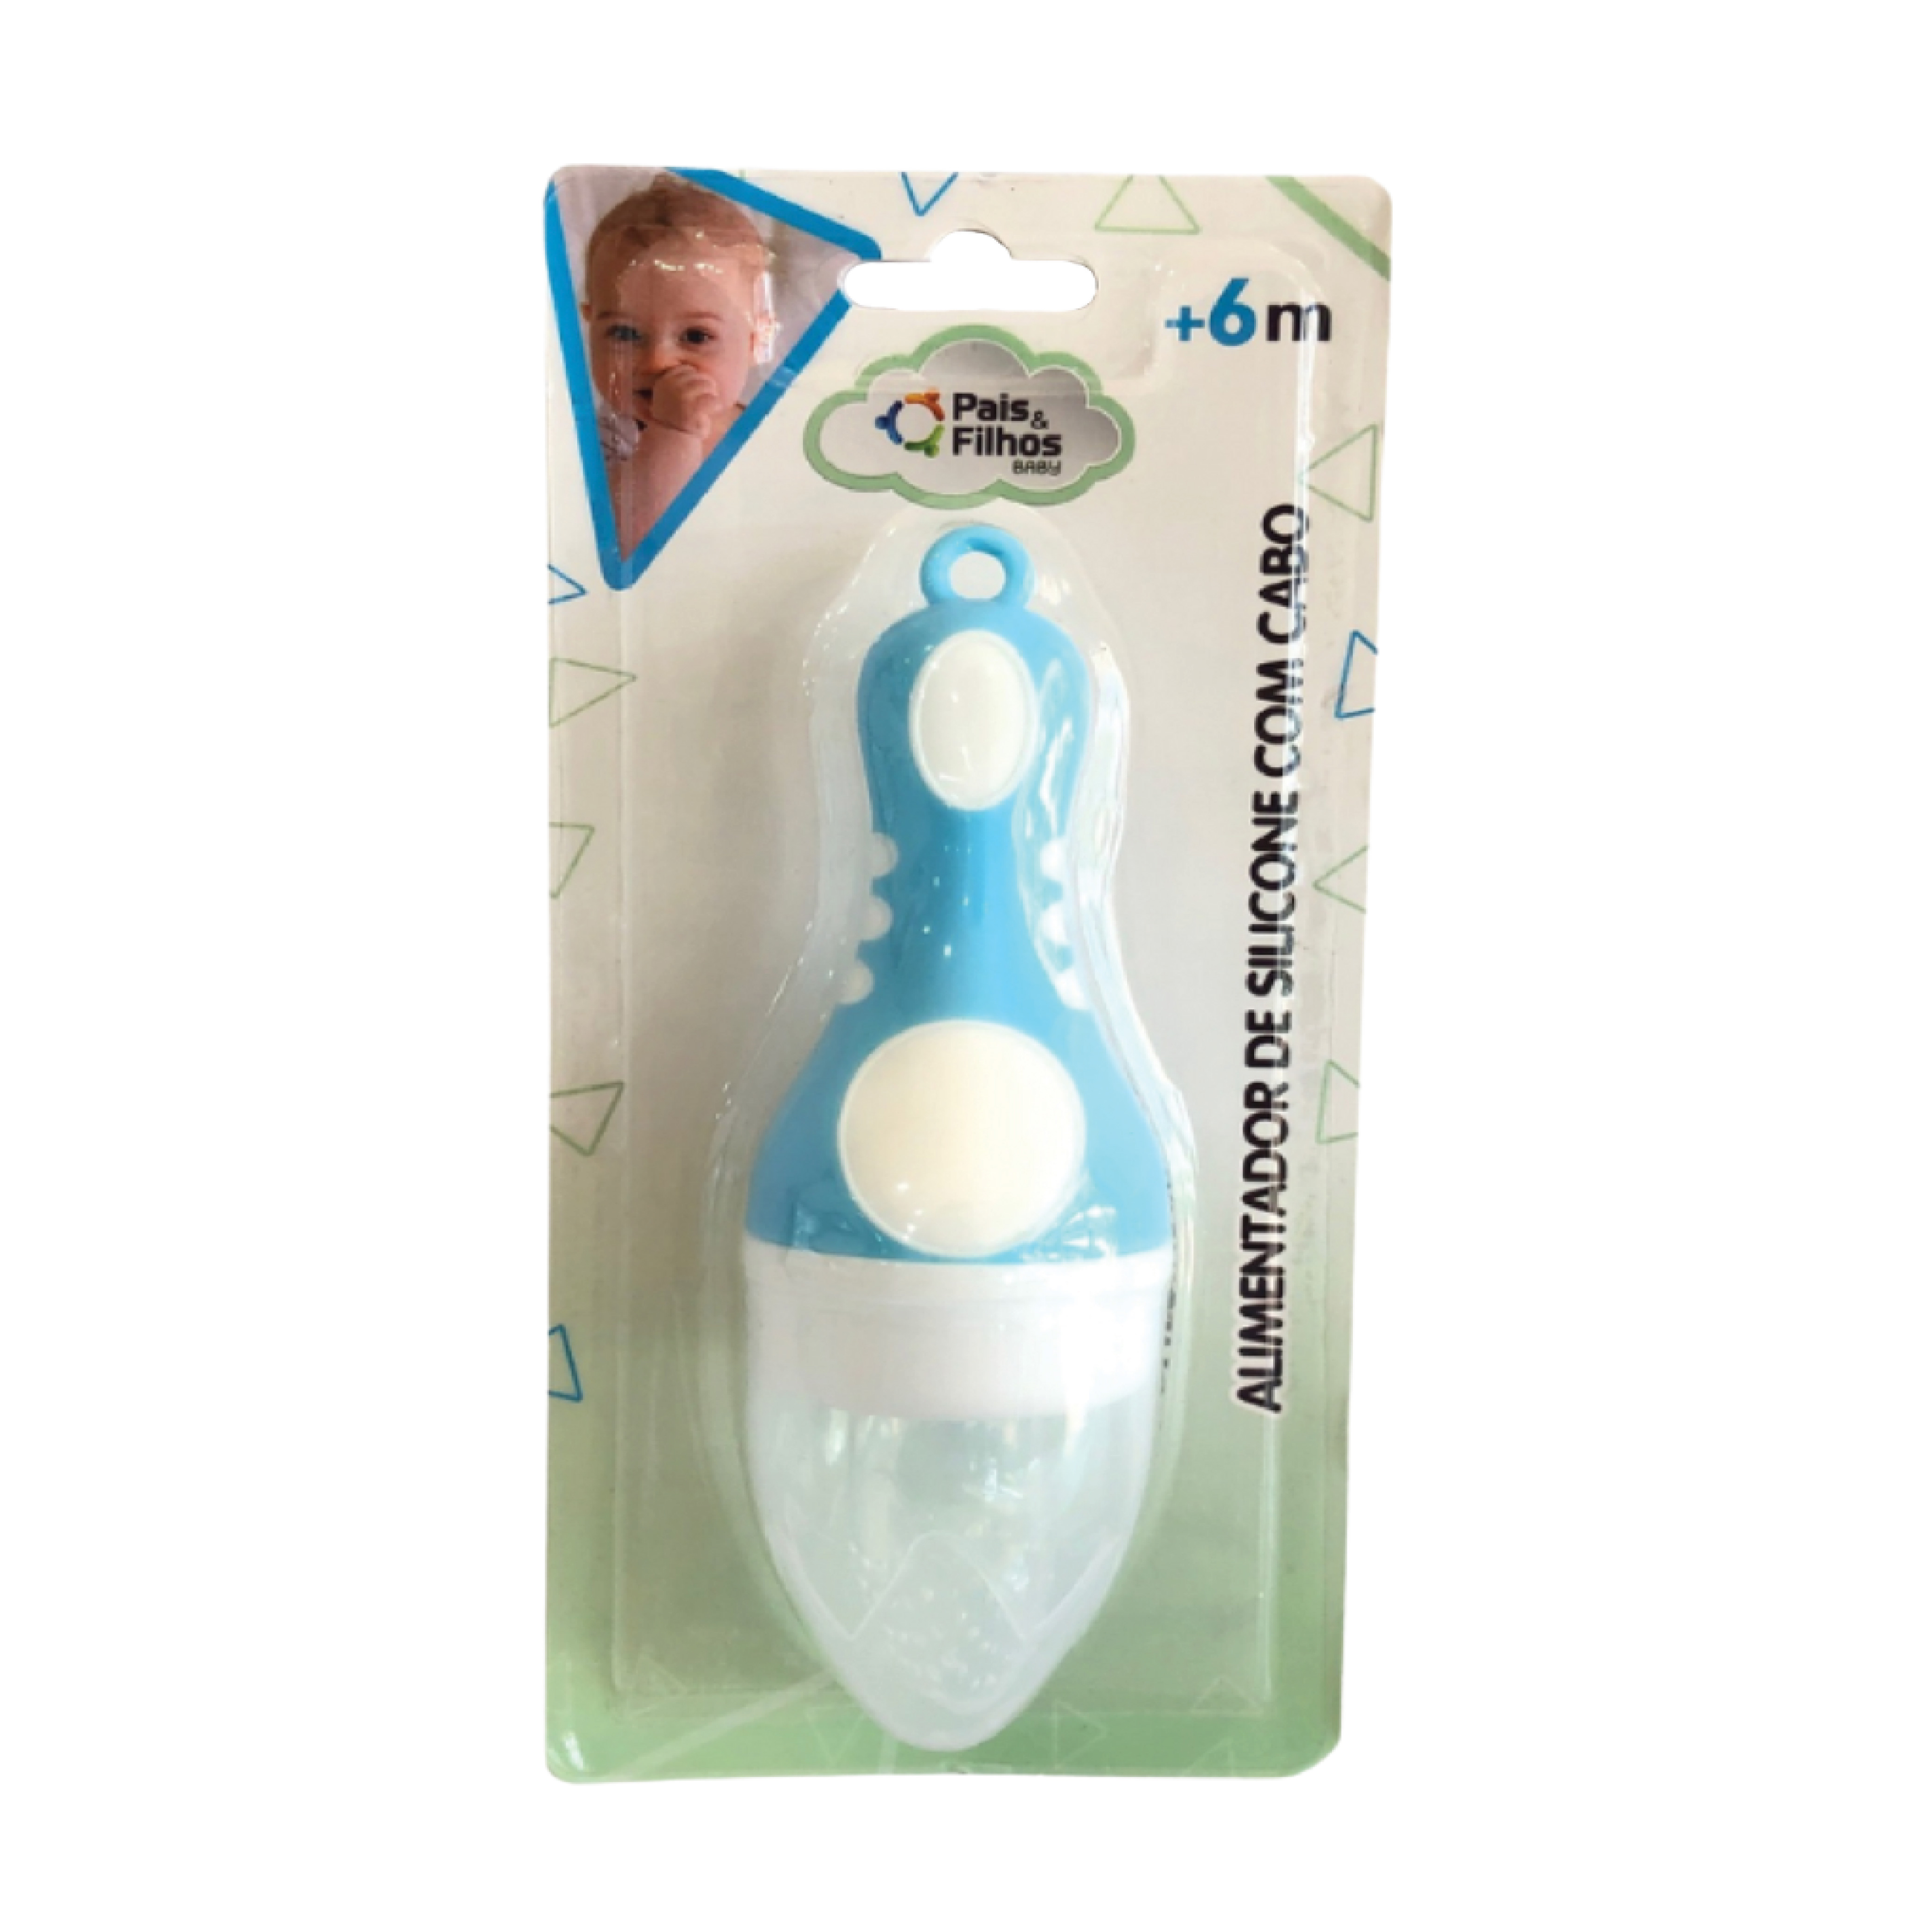 +6m
Pais &
Filhos
BABY
ALIMENTADOR DE SILICONE COM CABO